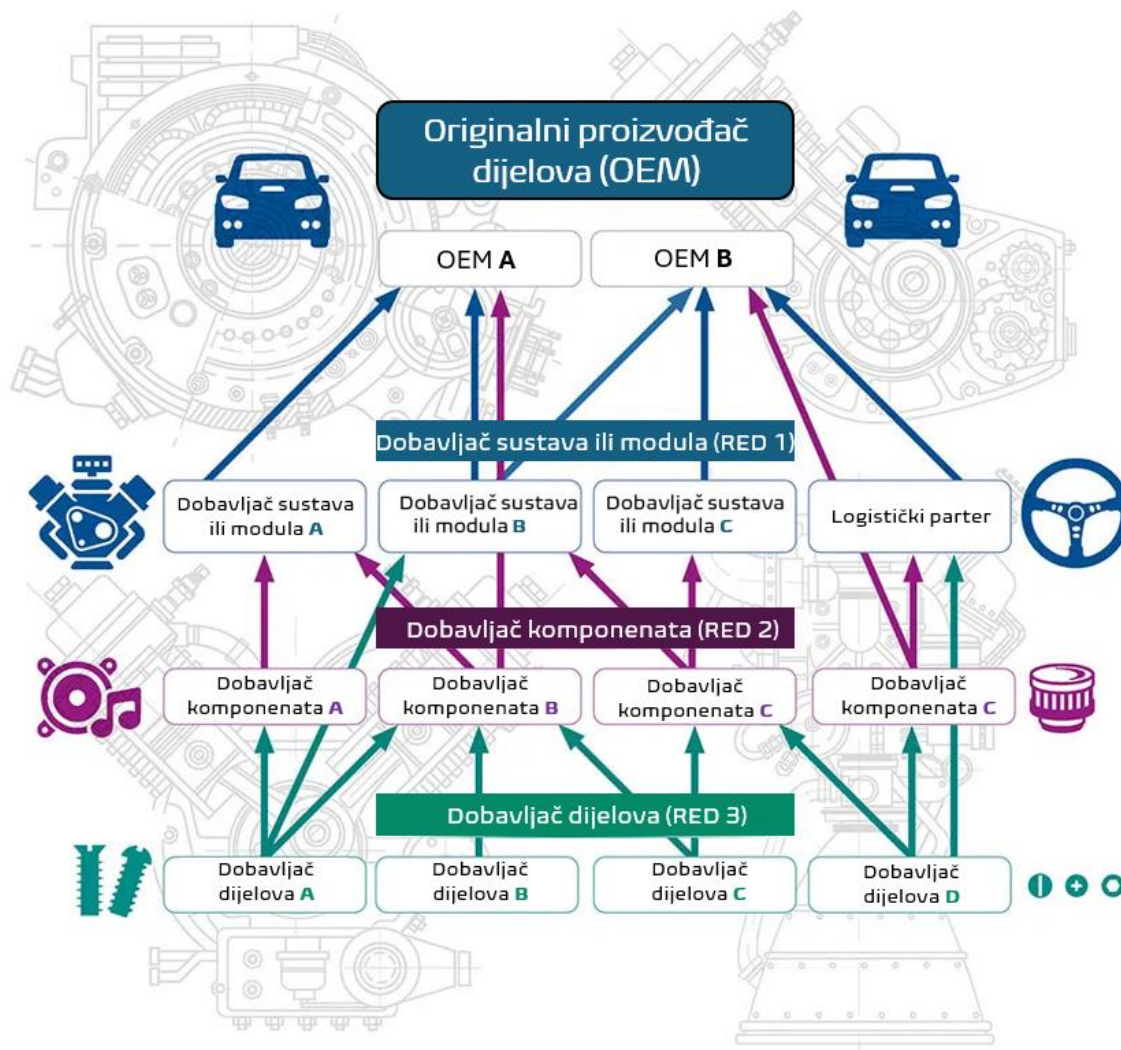 Originalni proizvođač
dijelova (OEM)
OEM A
OEM B
Dobavljač sustava ili modula (RED 1)
Dobavljač sustava
ili modula A
Dobavljač sustava
ili modula B
Dobavljač sustava
ili modula C
Logistički parter
Dobavljač komponenata (RED 2)
Dobavljač
komponenata A
Dobavljač
komponenata B
Dobavljač
komponenata C
Dobavljač
komponenata C
Dobavljač dijelova (RED 3)
Dobavljač
dijelova A
Dobavljač
dijelova B
Dobavljač
dijelova C
Dobavljač
dijelova D